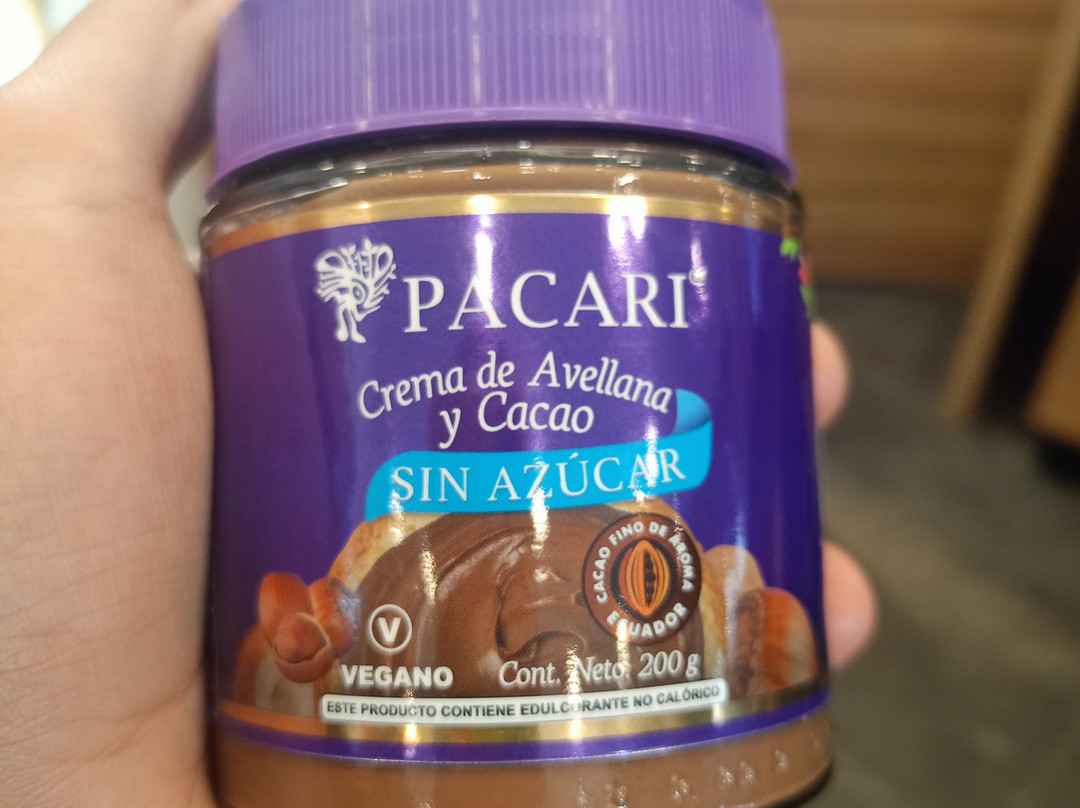 PACARI
Crema de Avellana
y Cacao
SIN AZÚCAR
CACAO FINO DE AROMA
ECUADOR
V
VEGANO
Cont. Neto. 200 g
ESTE PRODUCTO CONTIENE EDULCORANTE NO CALÓRICO